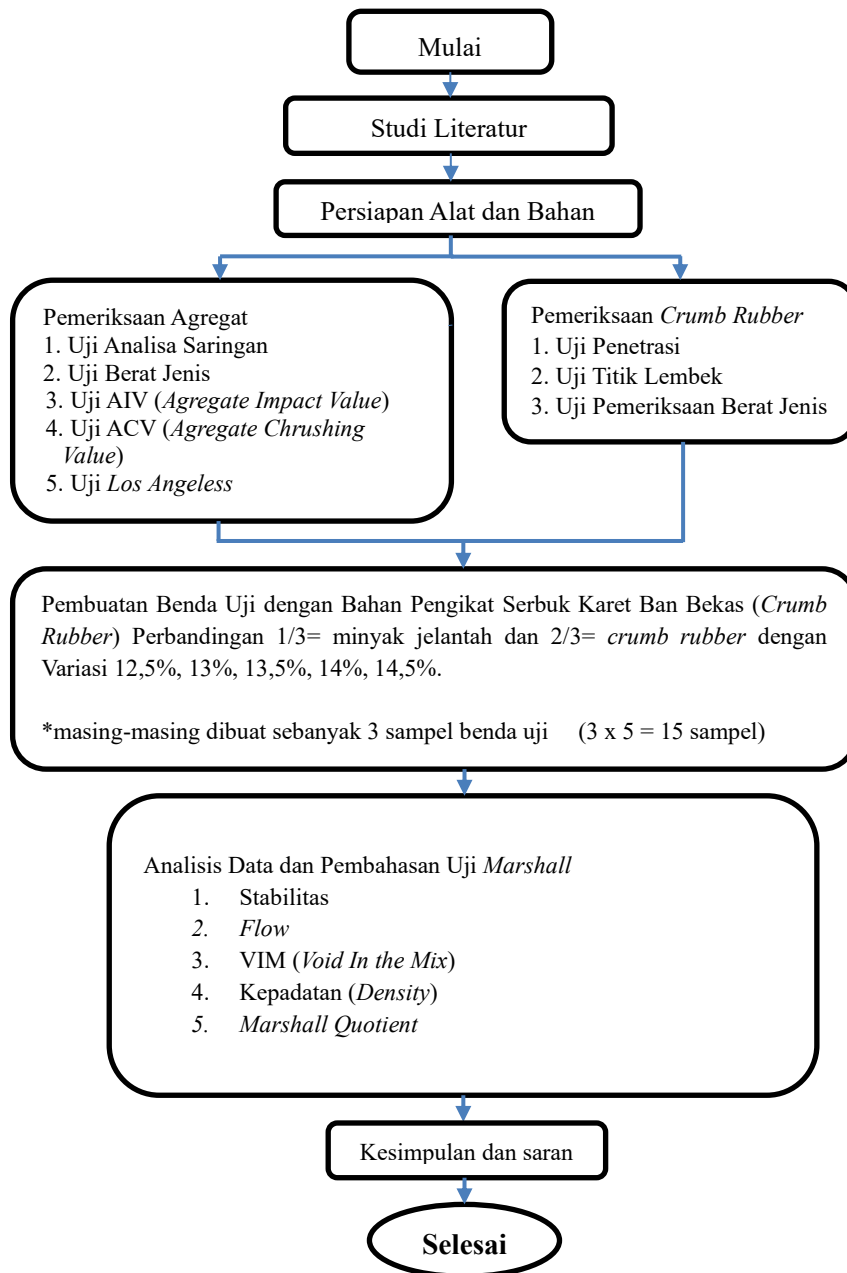 Mulai
Studi Literatur
Persiapan Alat dan Bahan
Pemeriksaan Agregat
1. Uji Analisa Saringan
2. Uji Berat Jenis
3. Uji AIV (Agregate Impact Value)
4. Uji ACV (Agregate Chrushing
Value)
5. Uji Los Angeless
Pemeriksaan Crumb Rubber
1. Uji Penetrasi
2. Uji Titik Lembek
3. Uji Pemeriksaan Berat Jenis
Pembuatan Benda Uji dengan Bahan Pengikat Serbuk Karet Ban Bekas (Crumb
Rubber) Perbandingan 1/3= minyak jelantah dan 2/3= crumb rubber dengan
Variasi 12,5%, 13%, 13,5%, 14%, 14,5%.
*masing-masing dibuat sebanyak 3 sampel benda uji (3 x 5 = 15 sampel)
Analisis Data dan Pembahasan Uji Marshall
1. Stabilitas
2. Flow
3. VIM (Void In the Mix)
4. Kepadatan (Density)
5. Marshall Quotient
Kesimpulan dan saran
Selesai